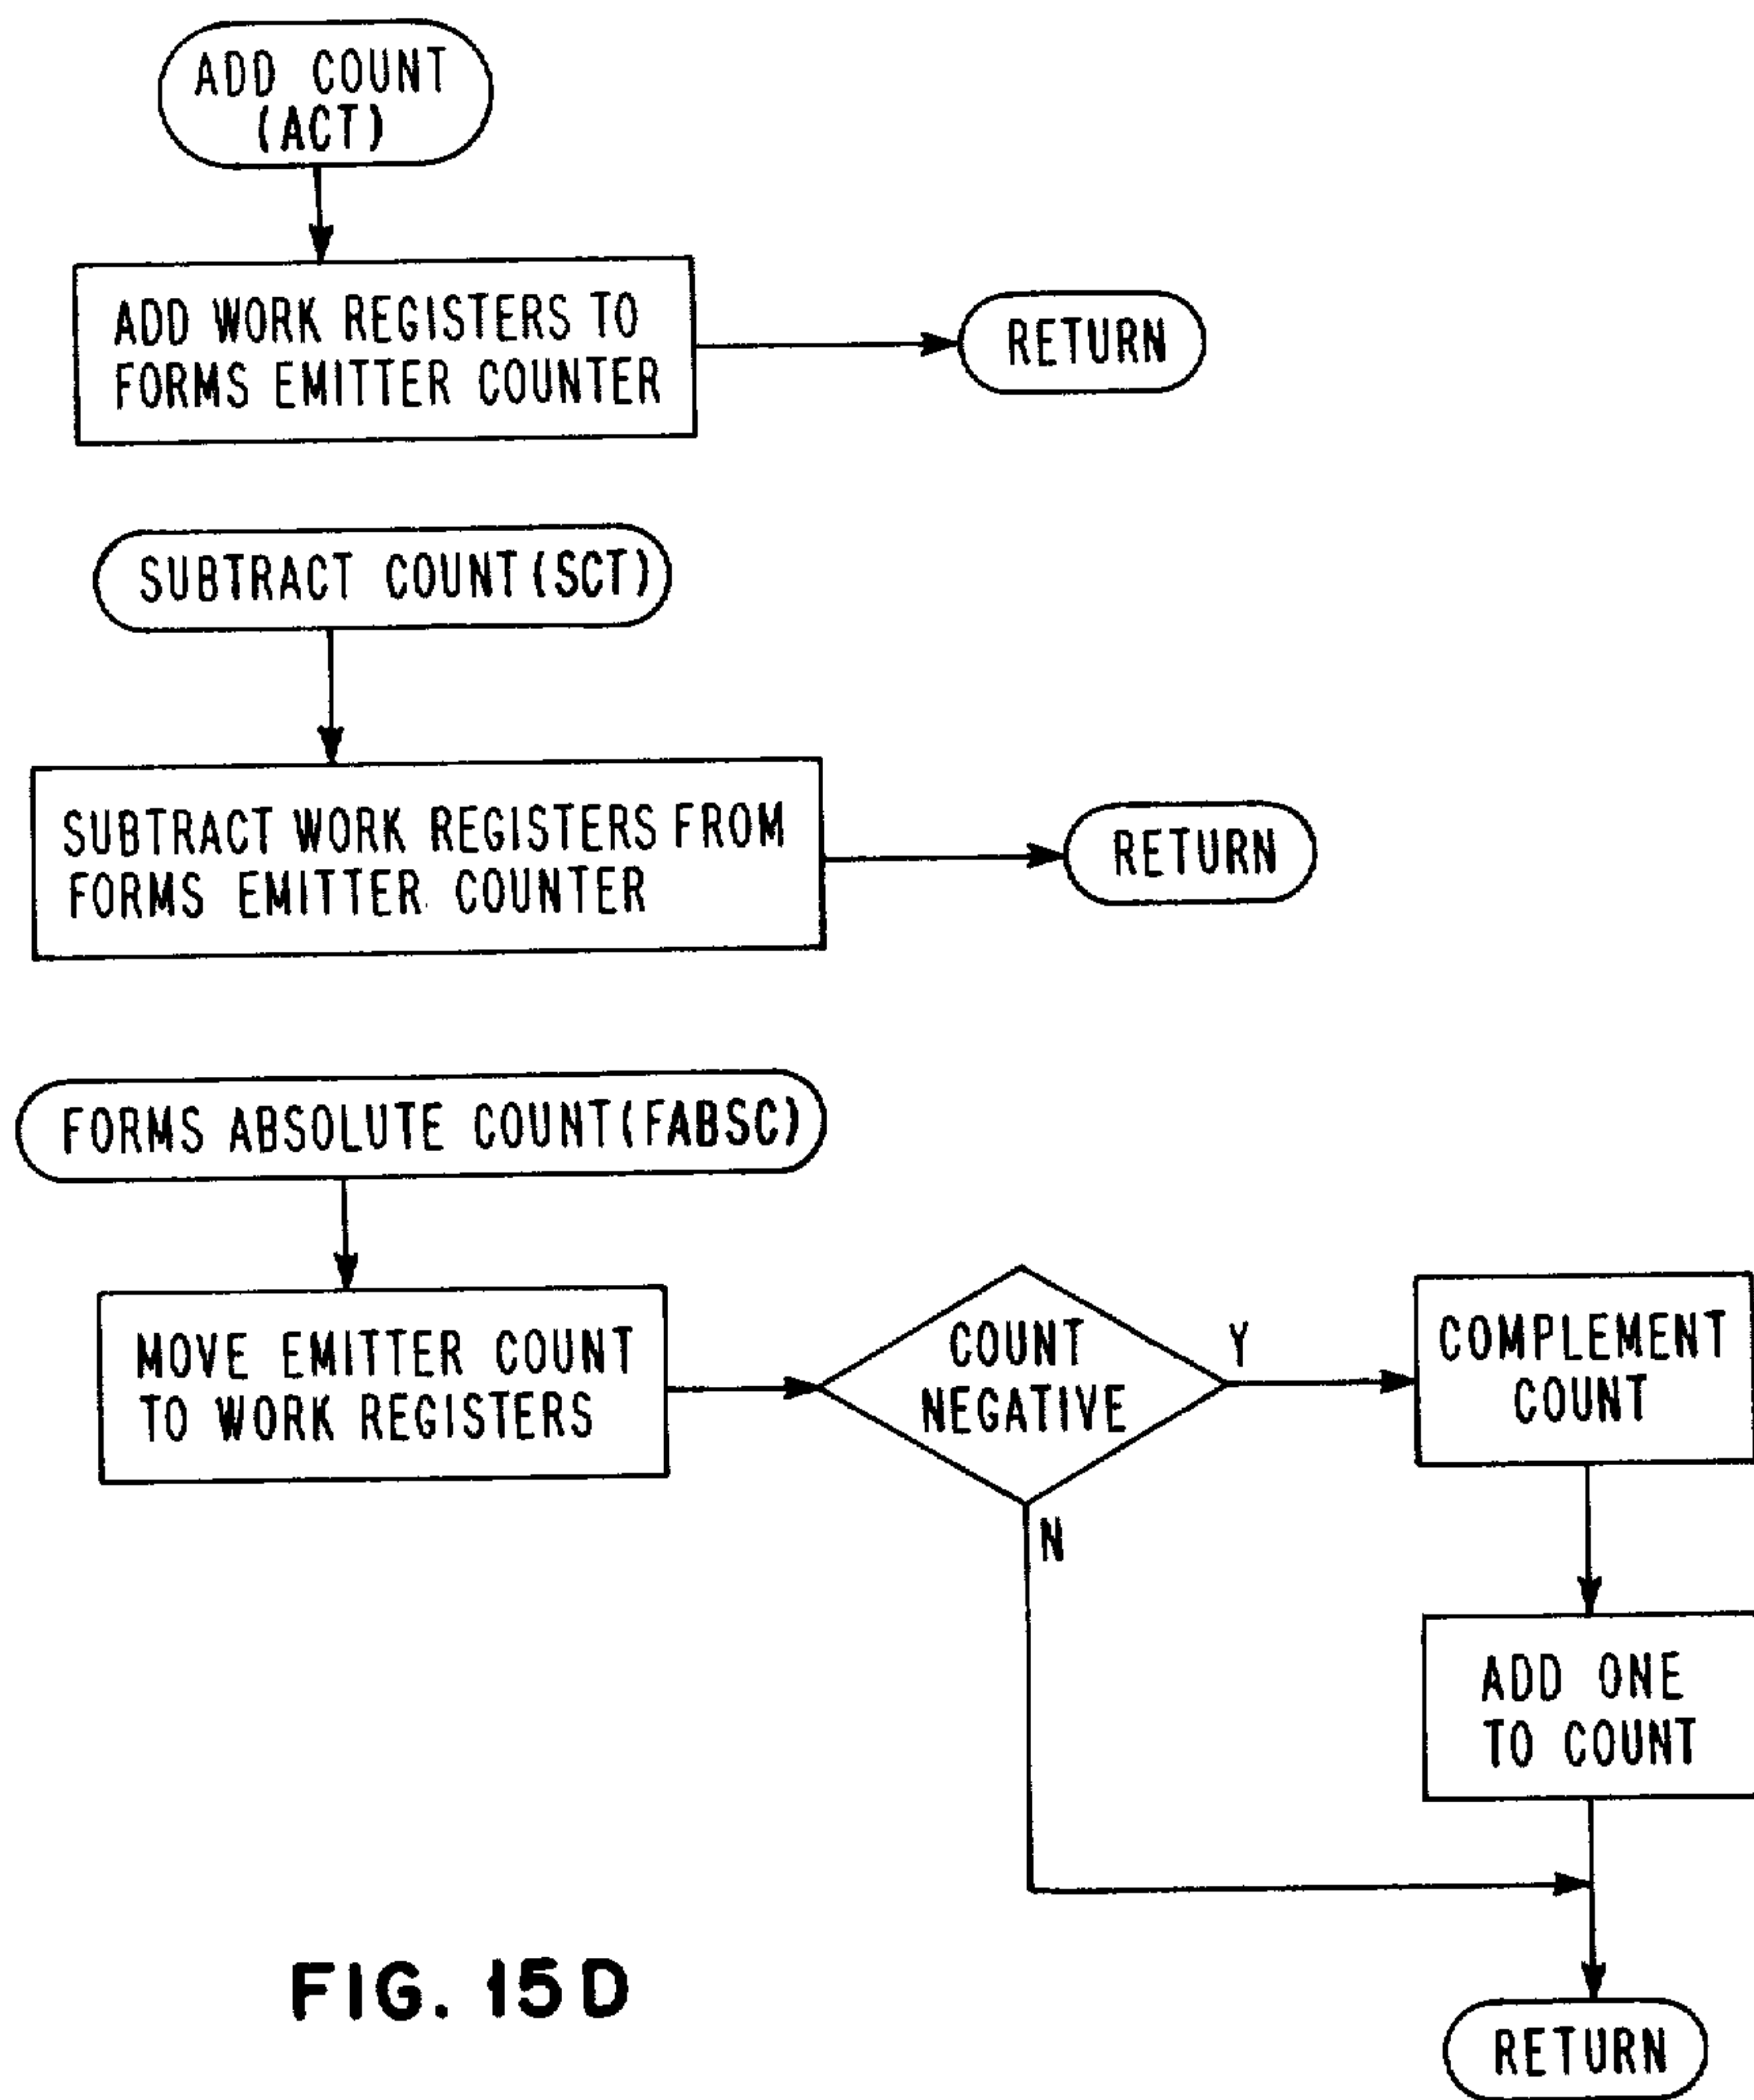 ADD COUNT
(ACT)
ADD WORK REGISTERS TO
FORMS EMITTER COUNTER
RETURN
SUBTRACT COUNT (SCT)
SUBTRACT WORK REGISTERS FROM
FORMS EMITTER COUNTER
RETURN
FORMS ABSOLUTE COUNT (FABSC)
MOVE EMITTER COUNT
TO WORK REGISTERS
COUNT
NEGATIVE
Y
N
COMPLEMENT
COUNT
ADD ONE
TO COUNT
RETURN
FIG. 15D